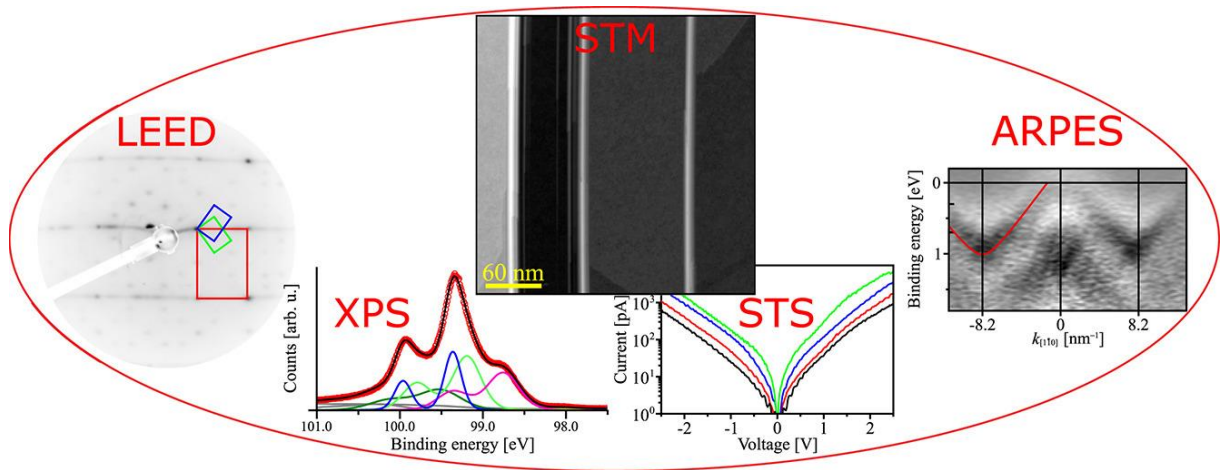 STM
60 nm
LEED
XPS
Counts [arb. u.]
101.0 100.0 99.0 98.0
Binding energy [eV]
STS
Current [pA]
10³
10²
10¹
10⁰
-2 -1 0 1 2
Voltage [V]
ARPES
Binding energy [eV]
0
1
-8.2 0 8.2
k[11̄0] [nm⁻¹]